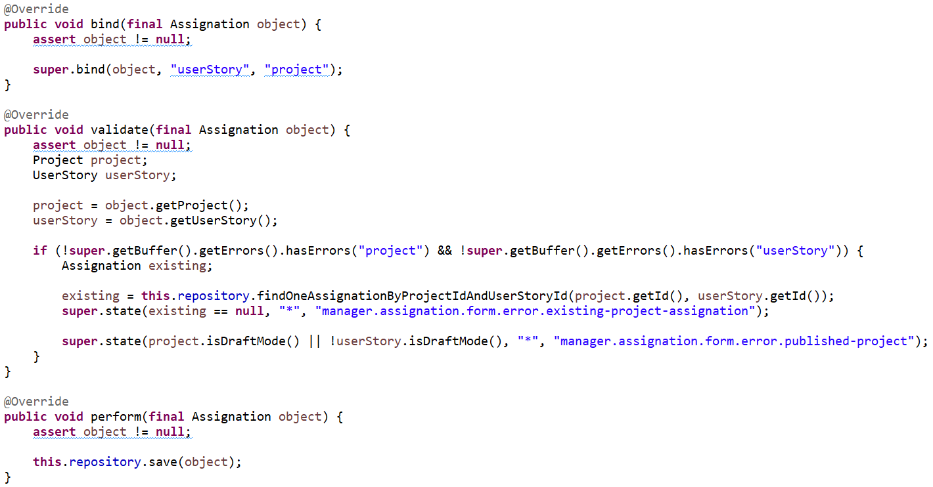 @Override
public void bind(final Assignation object) {
    assert object != null;

    super.bind(object, "userStory", "project");
}

@Override
public void validate(final Assignation object) {
    assert object != null;
    Project project;
    UserStory userStory;

    project = object.getProject();
    userStory = object.getUserStory();

    if (!super.getBuffer().getErrors().hasErrors("project") && !super.getBuffer().getErrors().hasErrors("userStory")) {
        Assignation existing;

        existing = this.repository.findOneAssignationByProjectIdAndUserStoryId(project.getId(), userStory.getId());
        super.state(existing == null, "*", "manager.assignation.form.error.existing-project-assignation");

        super.state(project.isDraftMode() || !userStory.isDraftMode(), "*", "manager.assignation.form.error.published-project");
    }
}

@Override
public void perform(final Assignation object) {
    assert object != null;

    this.repository.save(object);
}